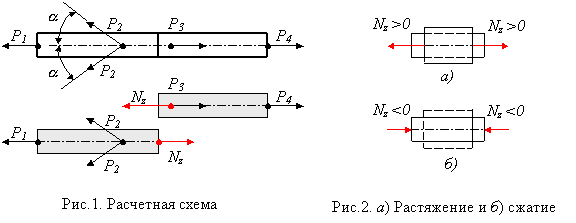 α
P2
P3
Nz>0
Nz>0
P1
P4
α
P2
а)
P3
Nz
P4
Nz<0
Nz<0
P1
P2
P2
Nz
б)
Рис.1. Расчетная схема
Рис.2. а) Растяжение и б) сжатие